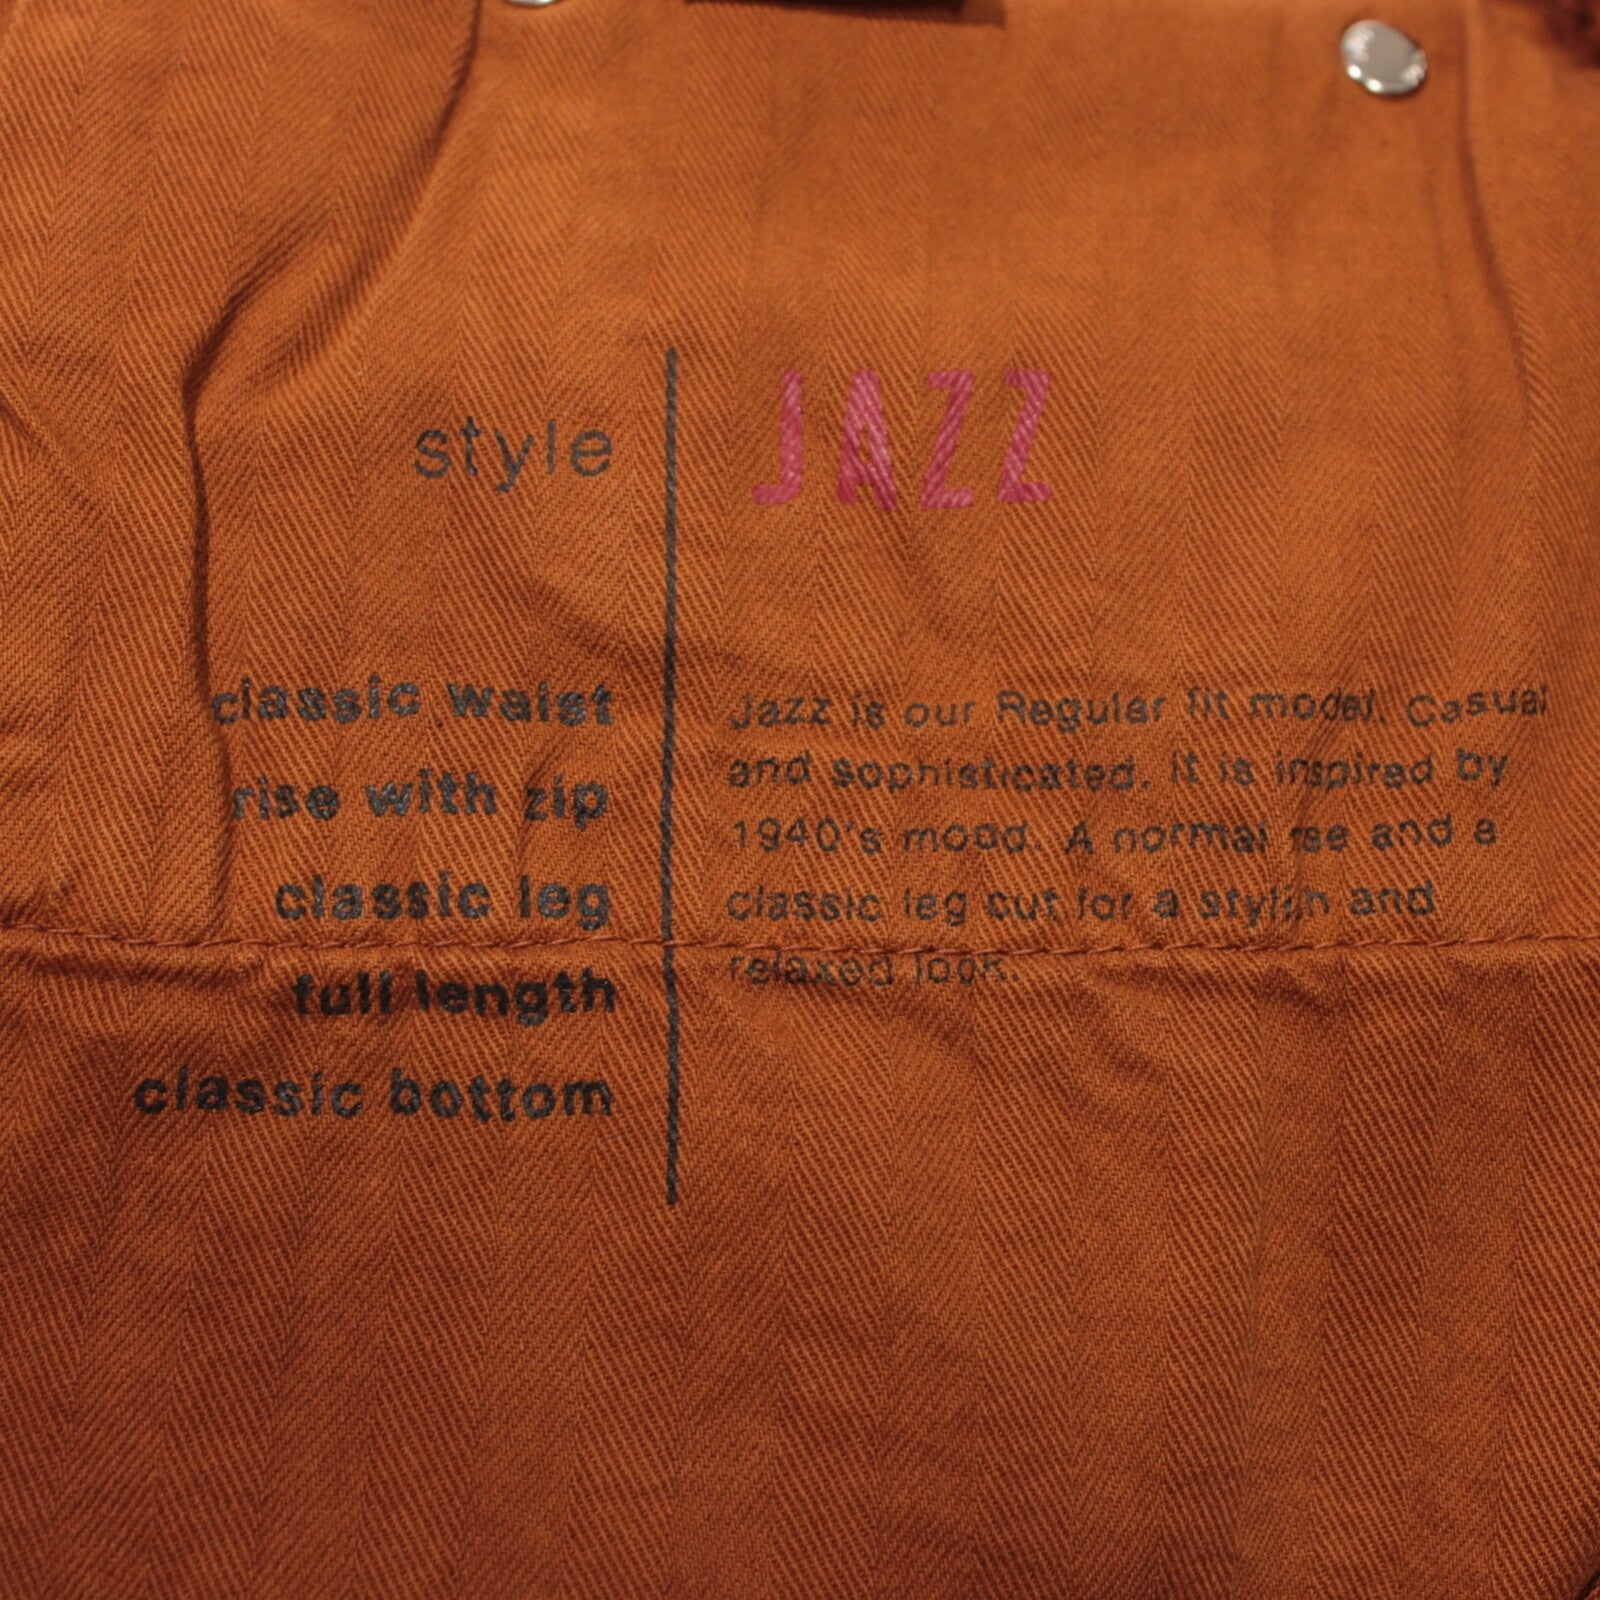 style
JAZZ
classic waist
rise with zip
classic leg
full length
classic bottom
Jazz is our Regular fit model. Casual
and sophisticated. It is inspired by
1940's mood. A normal rise and a
classic leg cut for a stylish and
relaxed look.